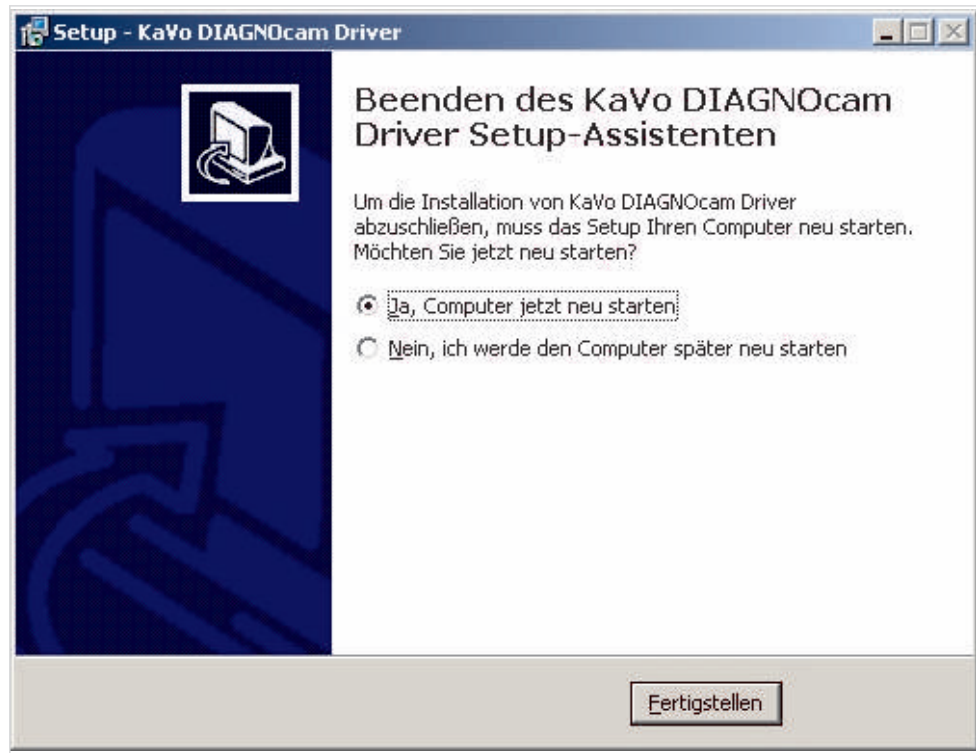 Setup - KaVo DIAGNOcam Driver
Beenden des KaVo DIAGNOcam
Driver Setup-Assistenten
Um die Installation von KaVo DIAGNOcam Driver
abzuschließen, muss das Setup Ihren Computer neu starten.
Möchten Sie jetzt neu starten?
Ja, Computer jetzt neu starten
Nein, ich werde den Computer später neu starten
Fertigstellen